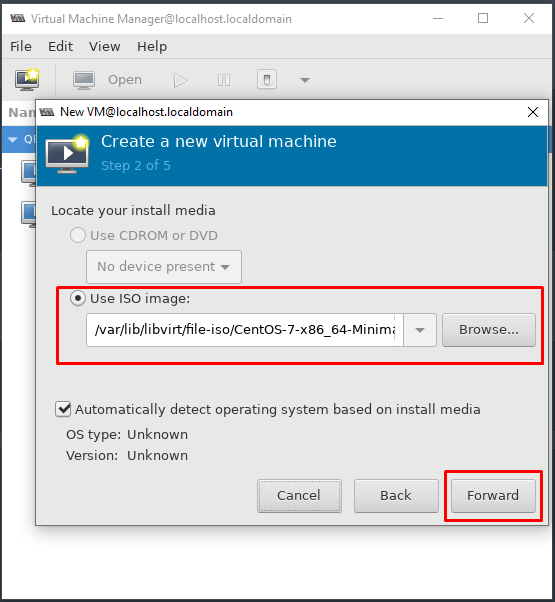 Virtual Machine Manager@localhost.localdomain
File Edit View Help
Open
Nan
New VM@localhost.localdomain
QE
Create a new virtual machine
Step 2 of 5
Locate your install media
Use CDROM or DVD
No device present
Use ISO image:
/var/lib/libvirt/file-iso/CentOS-7-x86_64-Minima
Browse...
Automatically detect operating system based on install media
OS type: Unknown
Version: Unknown
Cancel Back Forward